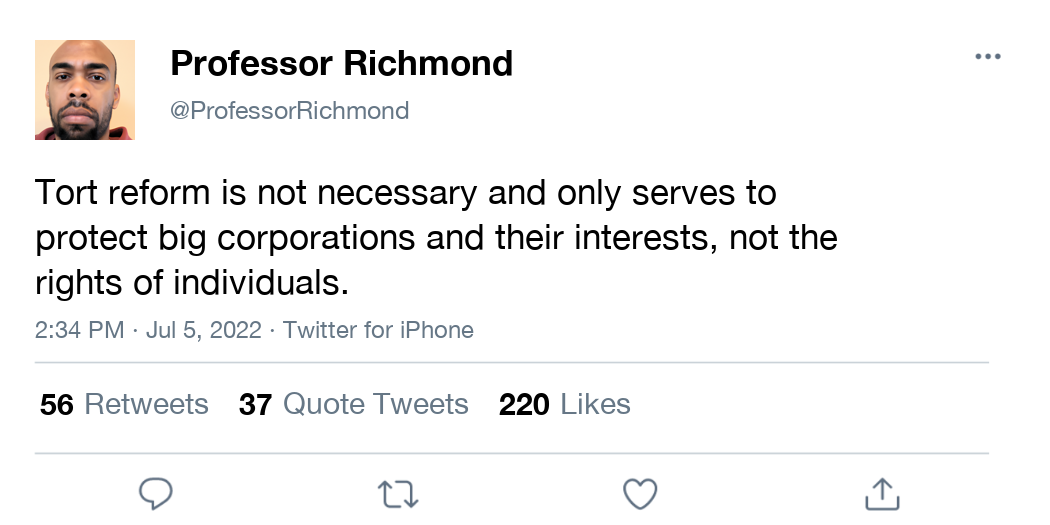 Professor Richmond
@ProfessorRichmond
Tort reform is not necessary and only serves to
protect big corporations and their interests, not the
rights of individuals.
2:34 PM · Jul 5, 2022 · Twitter for iPhone
56 Retweets 37 Quote Tweets 220 Likes